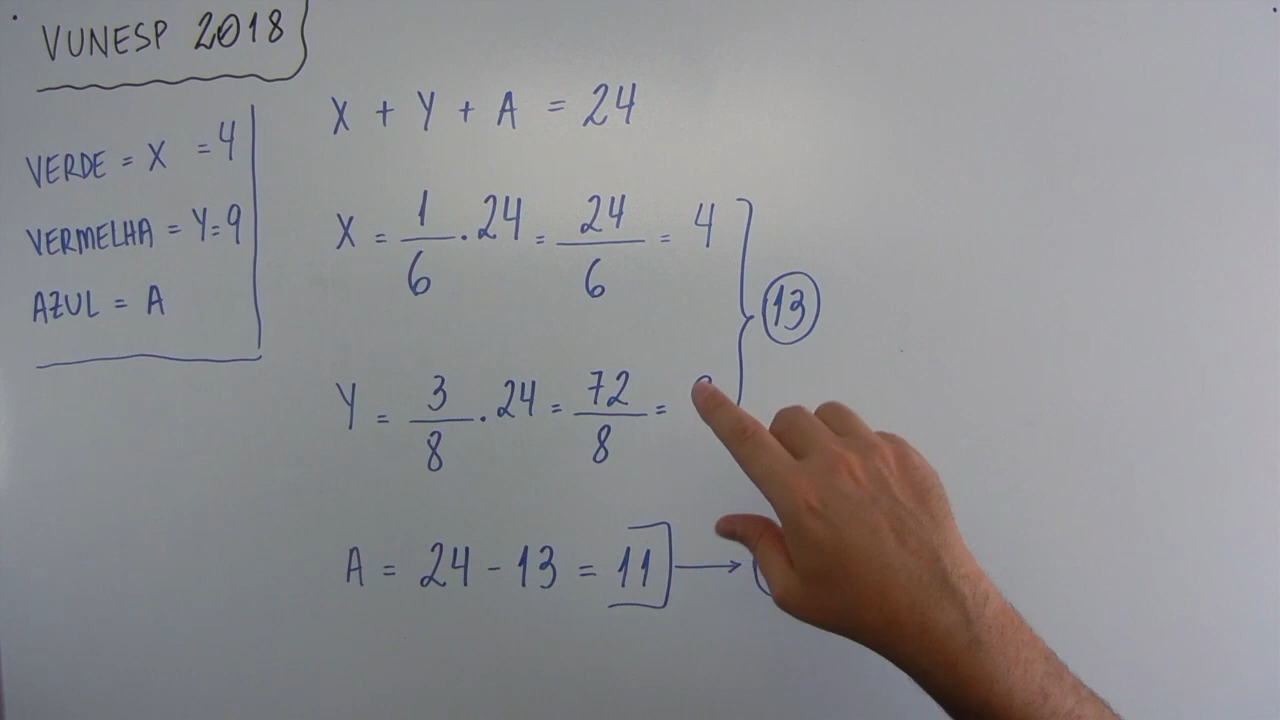 VUNESP 2018
VERDE = X = 4
VERMELHA = Y = 9
AZUL = A
X + Y + A = 24
X = 1/6 . 24 = 24/6 = 4
13
Y = 3/8 . 24 = 72/8 =
A = 24 - 13 = 11 →